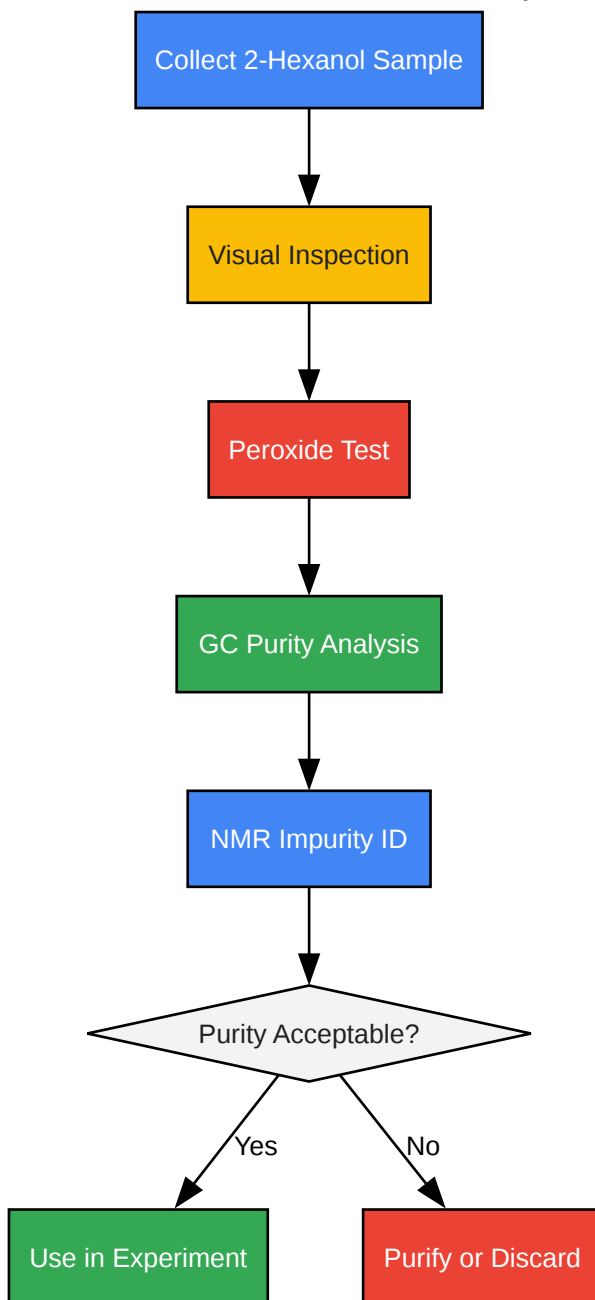 Collect 2-Hexanol Sample
Visual Inspection
Peroxide Test
GC Purity Analysis
NMR Impurity ID
Purity Acceptable?
Yes
No
Use in Experiment
Purify or Discard